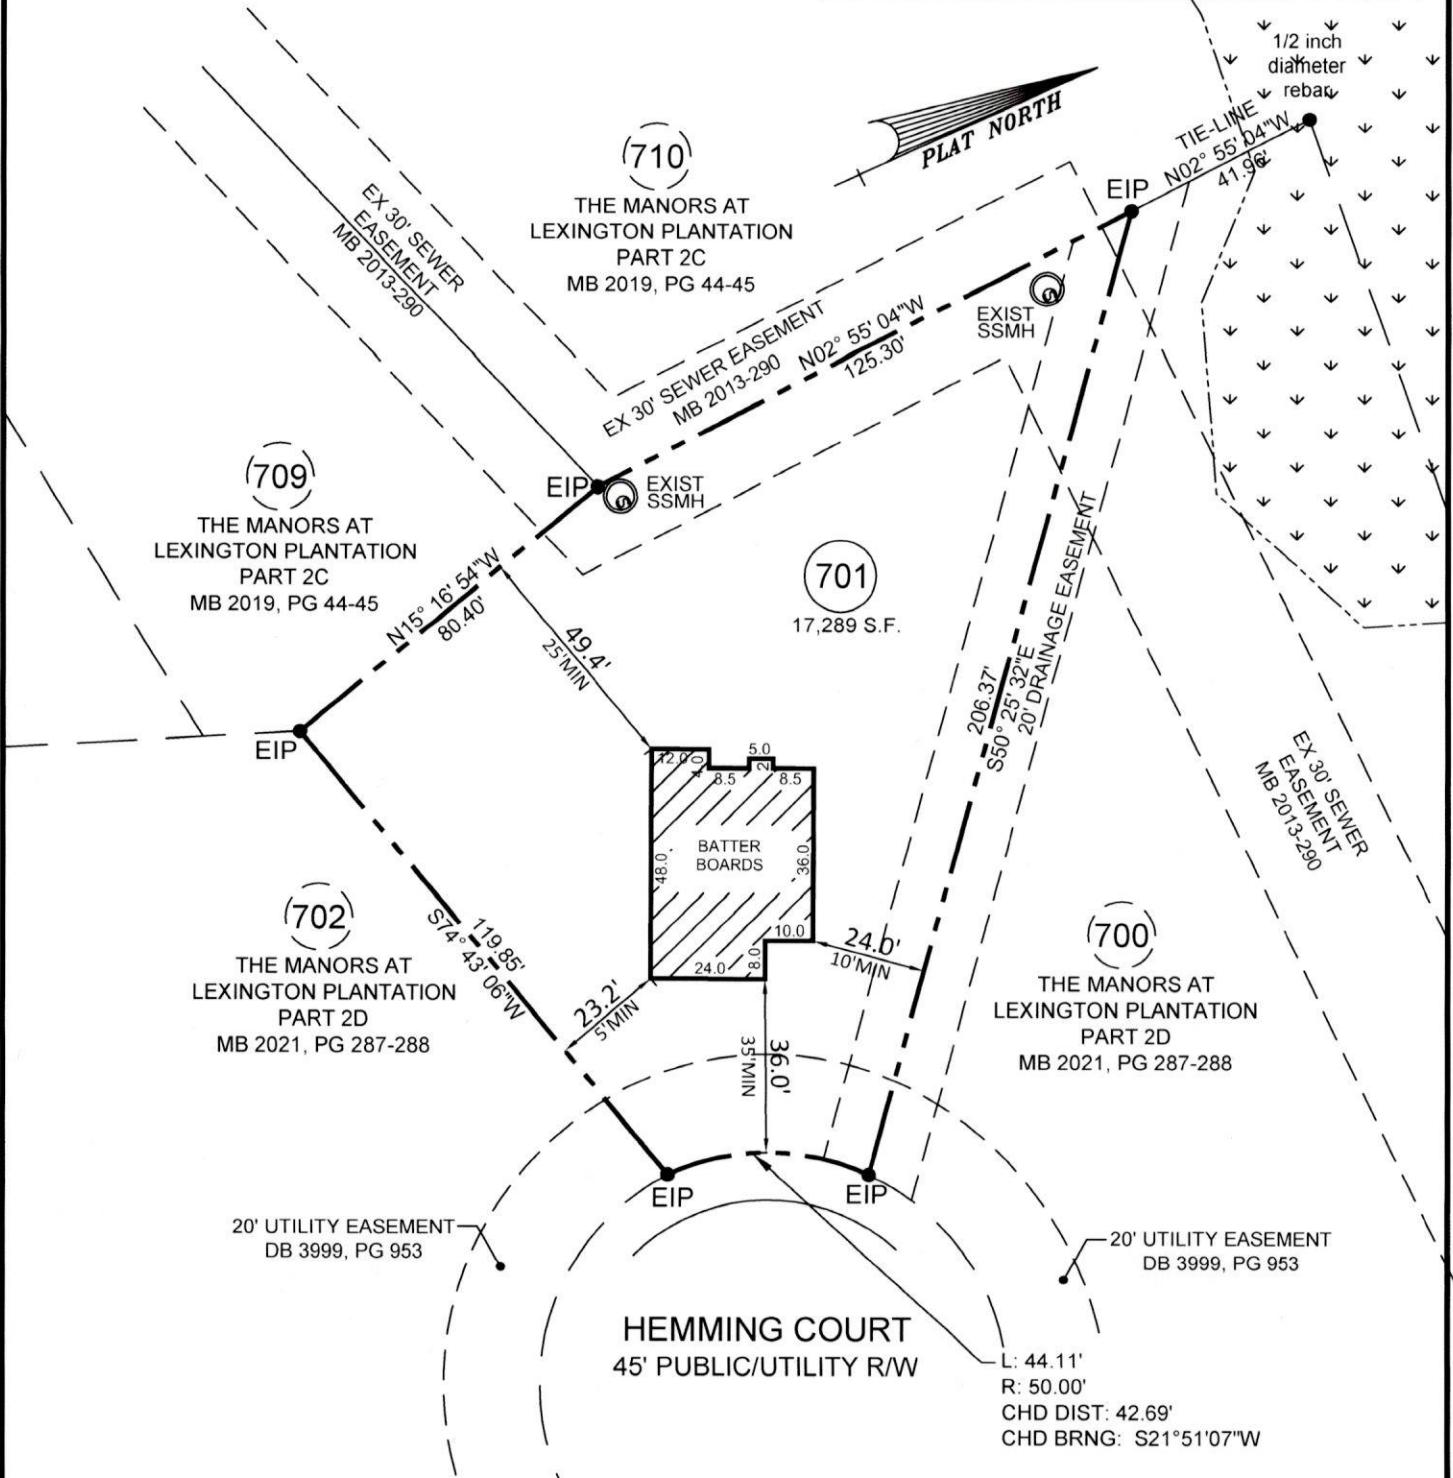 1/2 inch
diameter
rebar
TIE-LINE
N02° 55' 04"W
41.96'
PLAT NORTH
EIP
710
THE MANORS AT
LEXINGTON PLANTATION
PART 2C
MB 2019, PG 44-45
EX 30' SEWER
EASEMENT
MB 2013-290
EX 30' SEWER EASEMENT
MB 2013-290
N02° 55' 04"W
125.30'
EXIST
SSMH
EIP
EXIST
SSMH
709
THE MANORS AT
LEXINGTON PLANTATION
PART 2C
MB 2019, PG 44-45
N15° 16' 54"W
80.40'
49.4'
25'MIN
701
17,289 S.F.
206.37'
S50° 25' 32"E
20' DRAINAGE EASEMENT
EIP
12.0
4.0
8.5
5.0
2
8.5
BATTER
BOARDS
48.0
36.0
10.0
24.0
8.0
EX 30' SEWER
EASEMENT
MB 2013-290
702
THE MANORS AT
LEXINGTON PLANTATION
PART 2D
MB 2021, PG 287-288
119.85'
S74° 43' 06"W
23.2'
5'MIN
24.0'
10'MIN
36.0'
35'MIN
700
THE MANORS AT
LEXINGTON PLANTATION
PART 2D
MB 2021, PG 287-288
EIP
EIP
20' UTILITY EASEMENT
DB 3999, PG 953
20' UTILITY EASEMENT
DB 3999, PG 953
HEMMING COURT
45' PUBLIC/UTILITY R/W
L: 44.11'
R: 50.00'
CHD DIST: 42.69'
CHD BRNG: S21°51'07"W